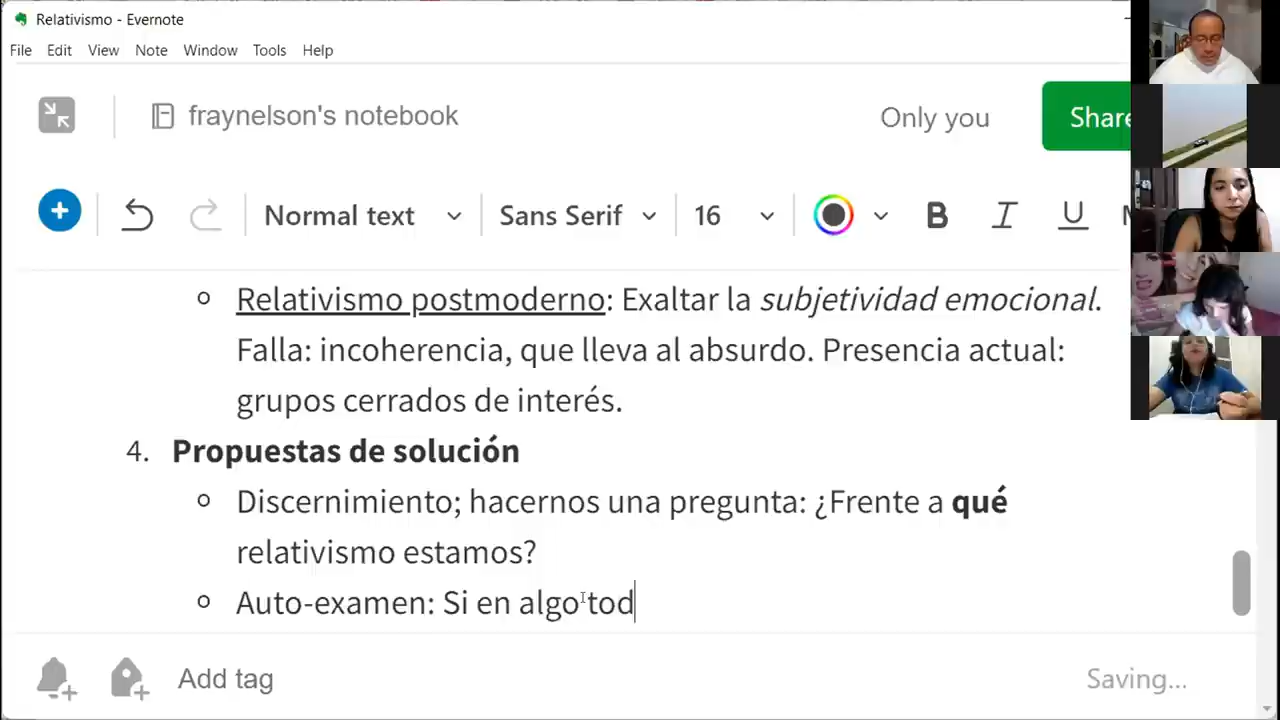 Relativismo - Evernote
File Edit View Note Window Tools Help
fraynelson's notebook
Only you
Share
Normal text
Sans Serif
16
B I U
Relativismo postmoderno: Exaltar la subjetividad emocional.
Falla: incoherencia, que lleva al absurdo. Presencia actual:
grupos cerrados de interés.
4. Propuestas de solución
Discernimiento; hacernos una pregunta: ¿Frente a qué
relativismo estamos?
Auto-examen: Si en algo tod
Add tag
Saving...